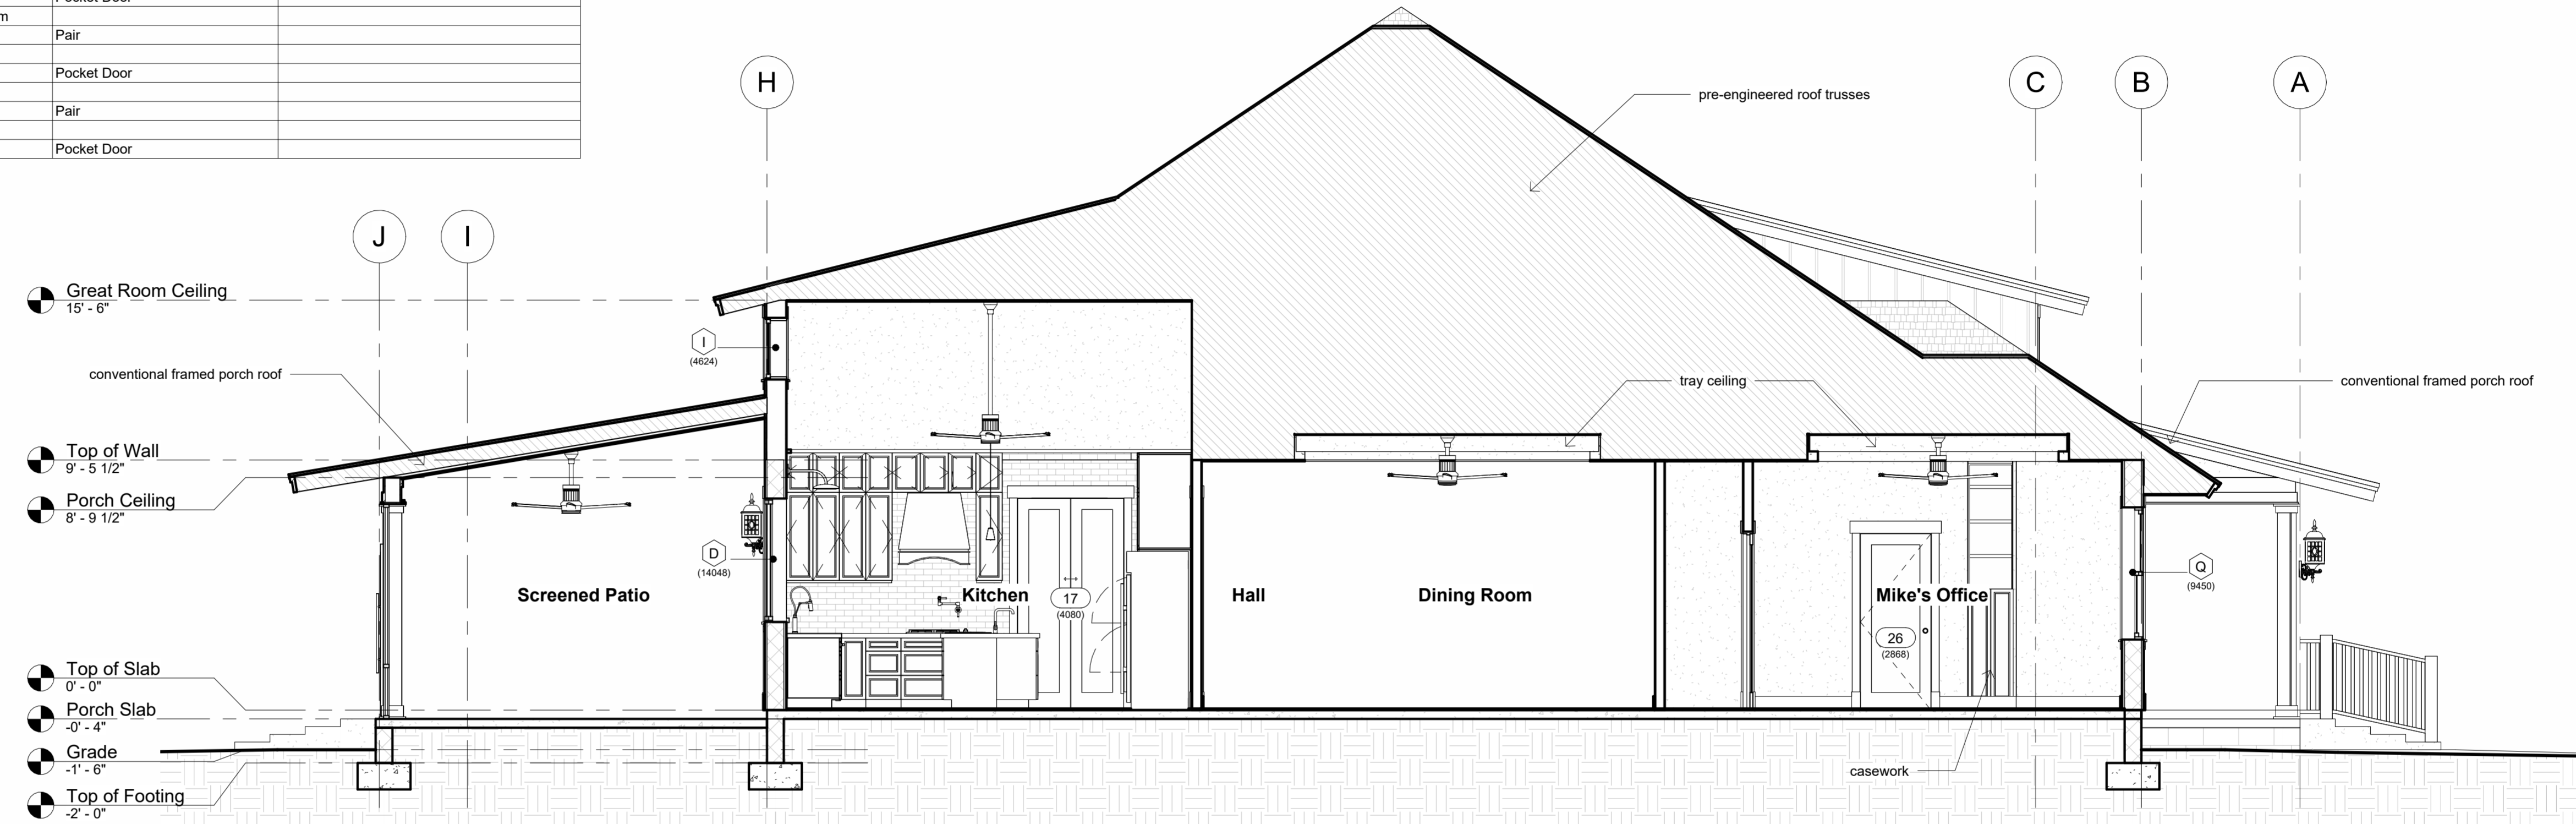 Pair
Pocket Door
Pair
Pocket Door
H
C
B
A
pre-engineered roof trusses
J
I
Great Room Ceiling
15' - 6"
I
(4624)
conventional framed porch roof
tray ceiling
conventional framed porch roof
Top of Wall
9' - 5 1/2"
Porch Ceiling
8' - 9 1/2"
D
(14048)
Q
(9450)
Screened Patio
Kitchen
17
(4080)
Hall
Dining Room
Mike's Office
26
(2868)
Top of Slab
0' - 0"
Porch Slab
-0' - 4"
Grade
-1' - 6"
casework
Top of Footing
-2' - 0"